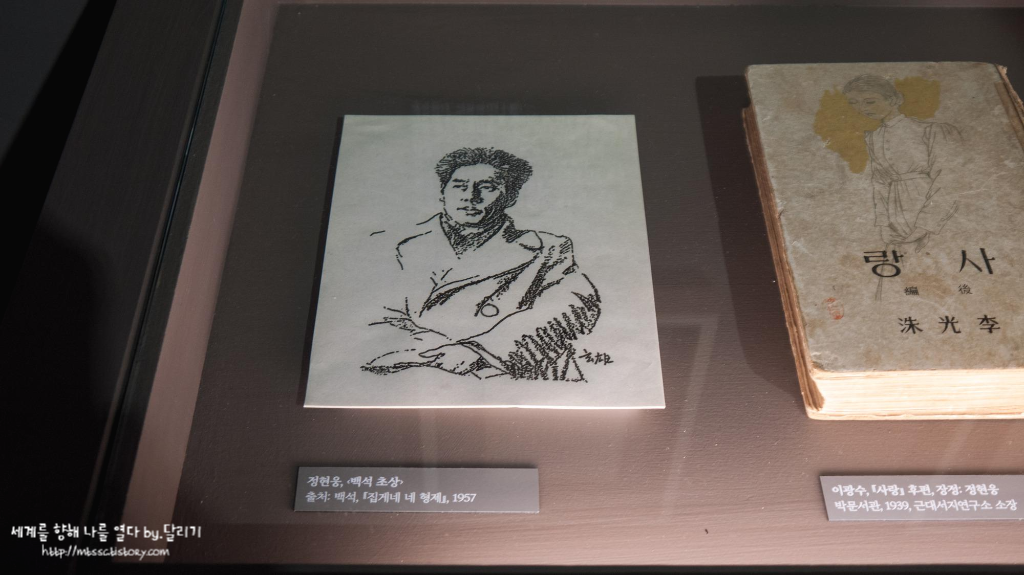 랑 사
編 後
洙 光 李
정현웅, <백석 초상>
출처: 백석, 『집게네 네 형제』, 1957
이광수, 『사랑』 후편, 장정: 정현웅
박문서관, 1939, 근대서지연구소 소장
세계를 향해 나를 열다 by.달리기